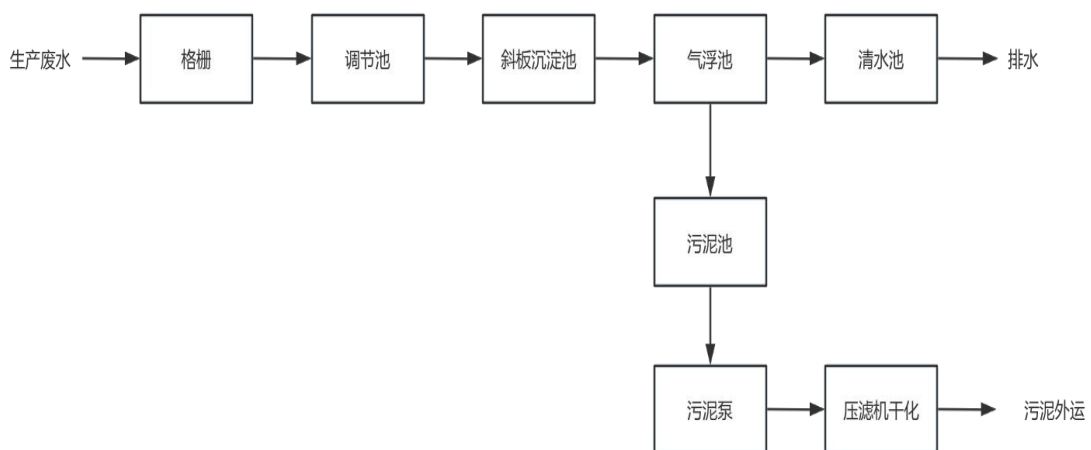 生产废水
格栅
调节池
斜板沉淀池
气浮池
清水池
排水
污泥池
污泥泵
压滤机干化
污泥外运